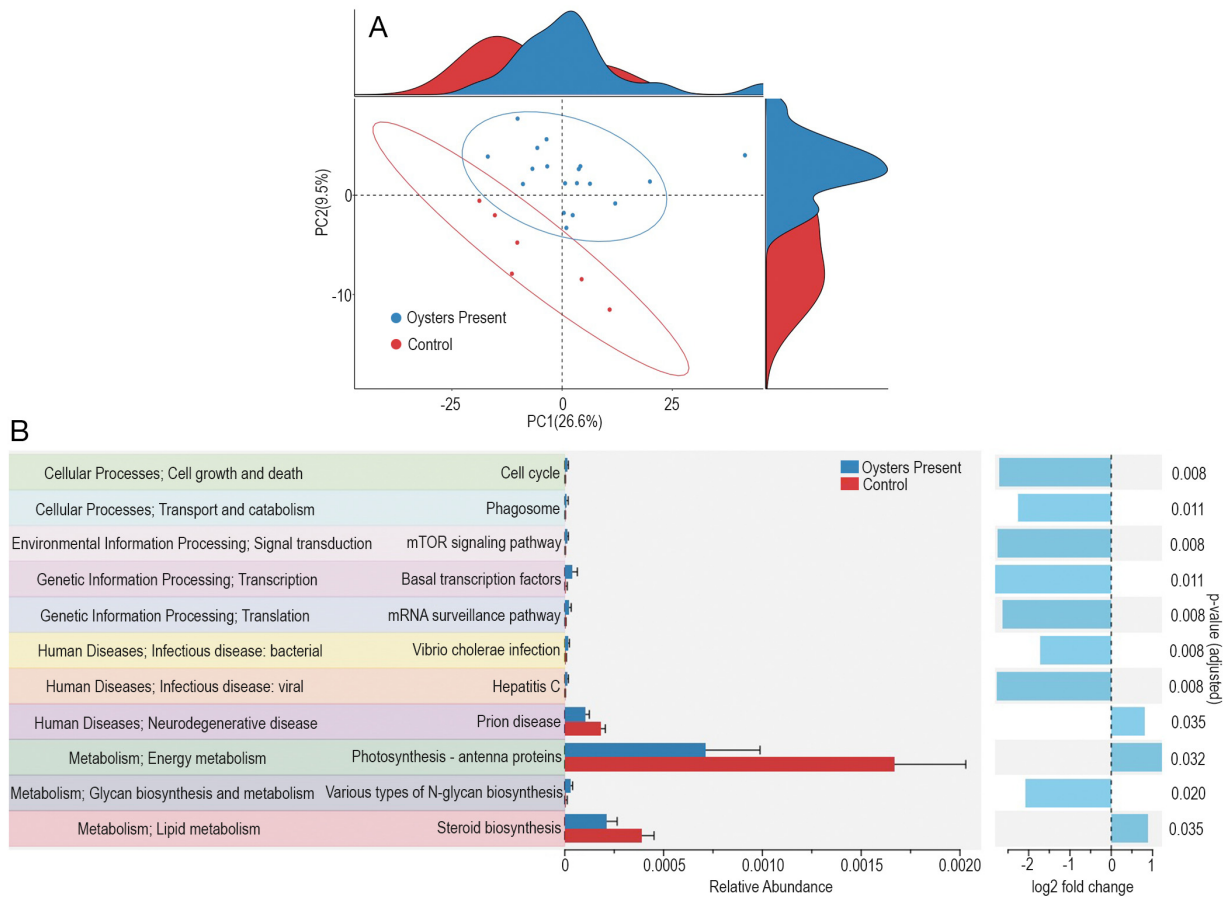 A
PC2(9.5%)
0
-10
Oysters Present
Control
-25 0 25
PC1(26.6%)
B
Oysters Present
Control
Cellular Processes; Cell growth and death Cell cycle 0.008
Cellular Processes; Transport and catabolism Phagosome 0.011
Environmental Information Processing; Signal transduction mTOR signaling pathway 0.008
Genetic Information Processing; Transcription Basal transcription factors 0.011
Genetic Information Processing; Translation mRNA surveillance pathway 0.008
Human Diseases; Infectious disease: bacterial Vibrio cholerae infection 0.008
Human Diseases; Infectious disease: viral Hepatitis C 0.008
Human Diseases; Neurodegenerative disease Prion disease 0.035
Metabolism; Energy metabolism Photosynthesis - antenna proteins 0.032
Metabolism; Glycan biosynthesis and metabolism Various types of N-glycan biosynthesis 0.020
Metabolism; Lipid metabolism Steroid biosynthesis 0.035
p-value (adjusted)
0 0.0005 0.0010 0.0015 0.0020 -2 -1 0 1
Relative Abundance log2 fold change